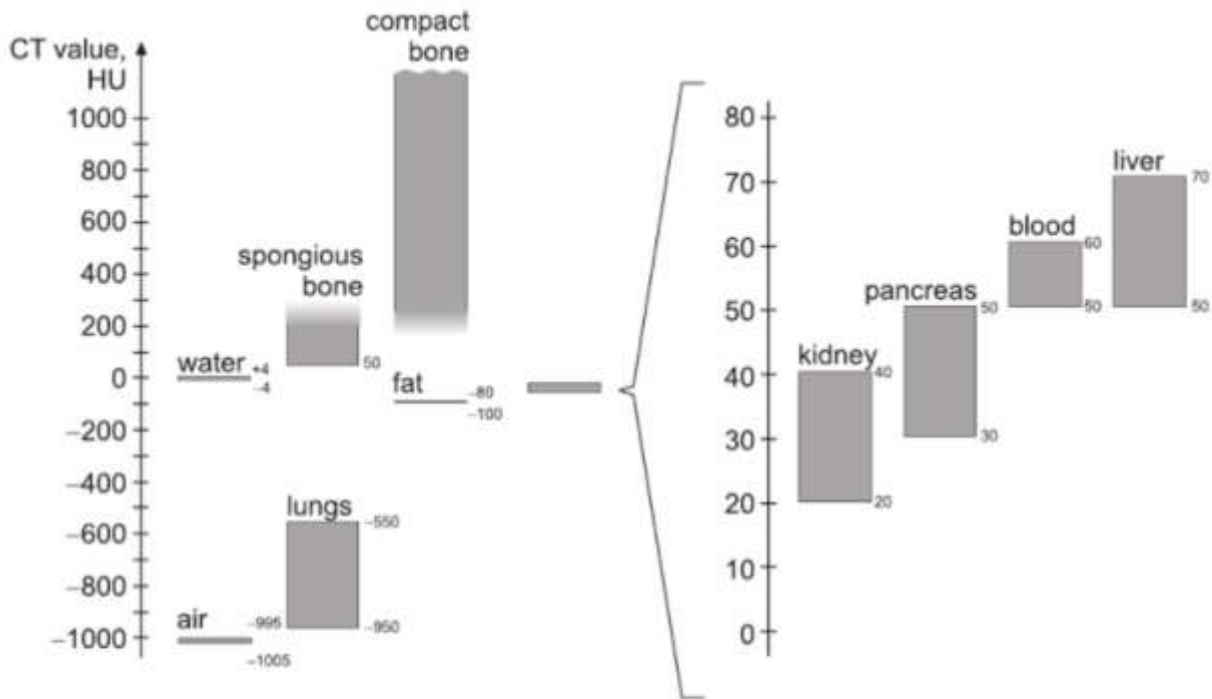 compact
bone
CT value,
HU
1000
800
600
400
200
0
−200
−400
−600
−800
−1000
spongious
bone
50
water
+4
−4
fat
−80
−100
lungs
−550
−950
air
−995
−1005
80
70
60
50
40
30
20
10
0
liver
70
50
blood
60
50
pancreas
50
30
kidney
40
20